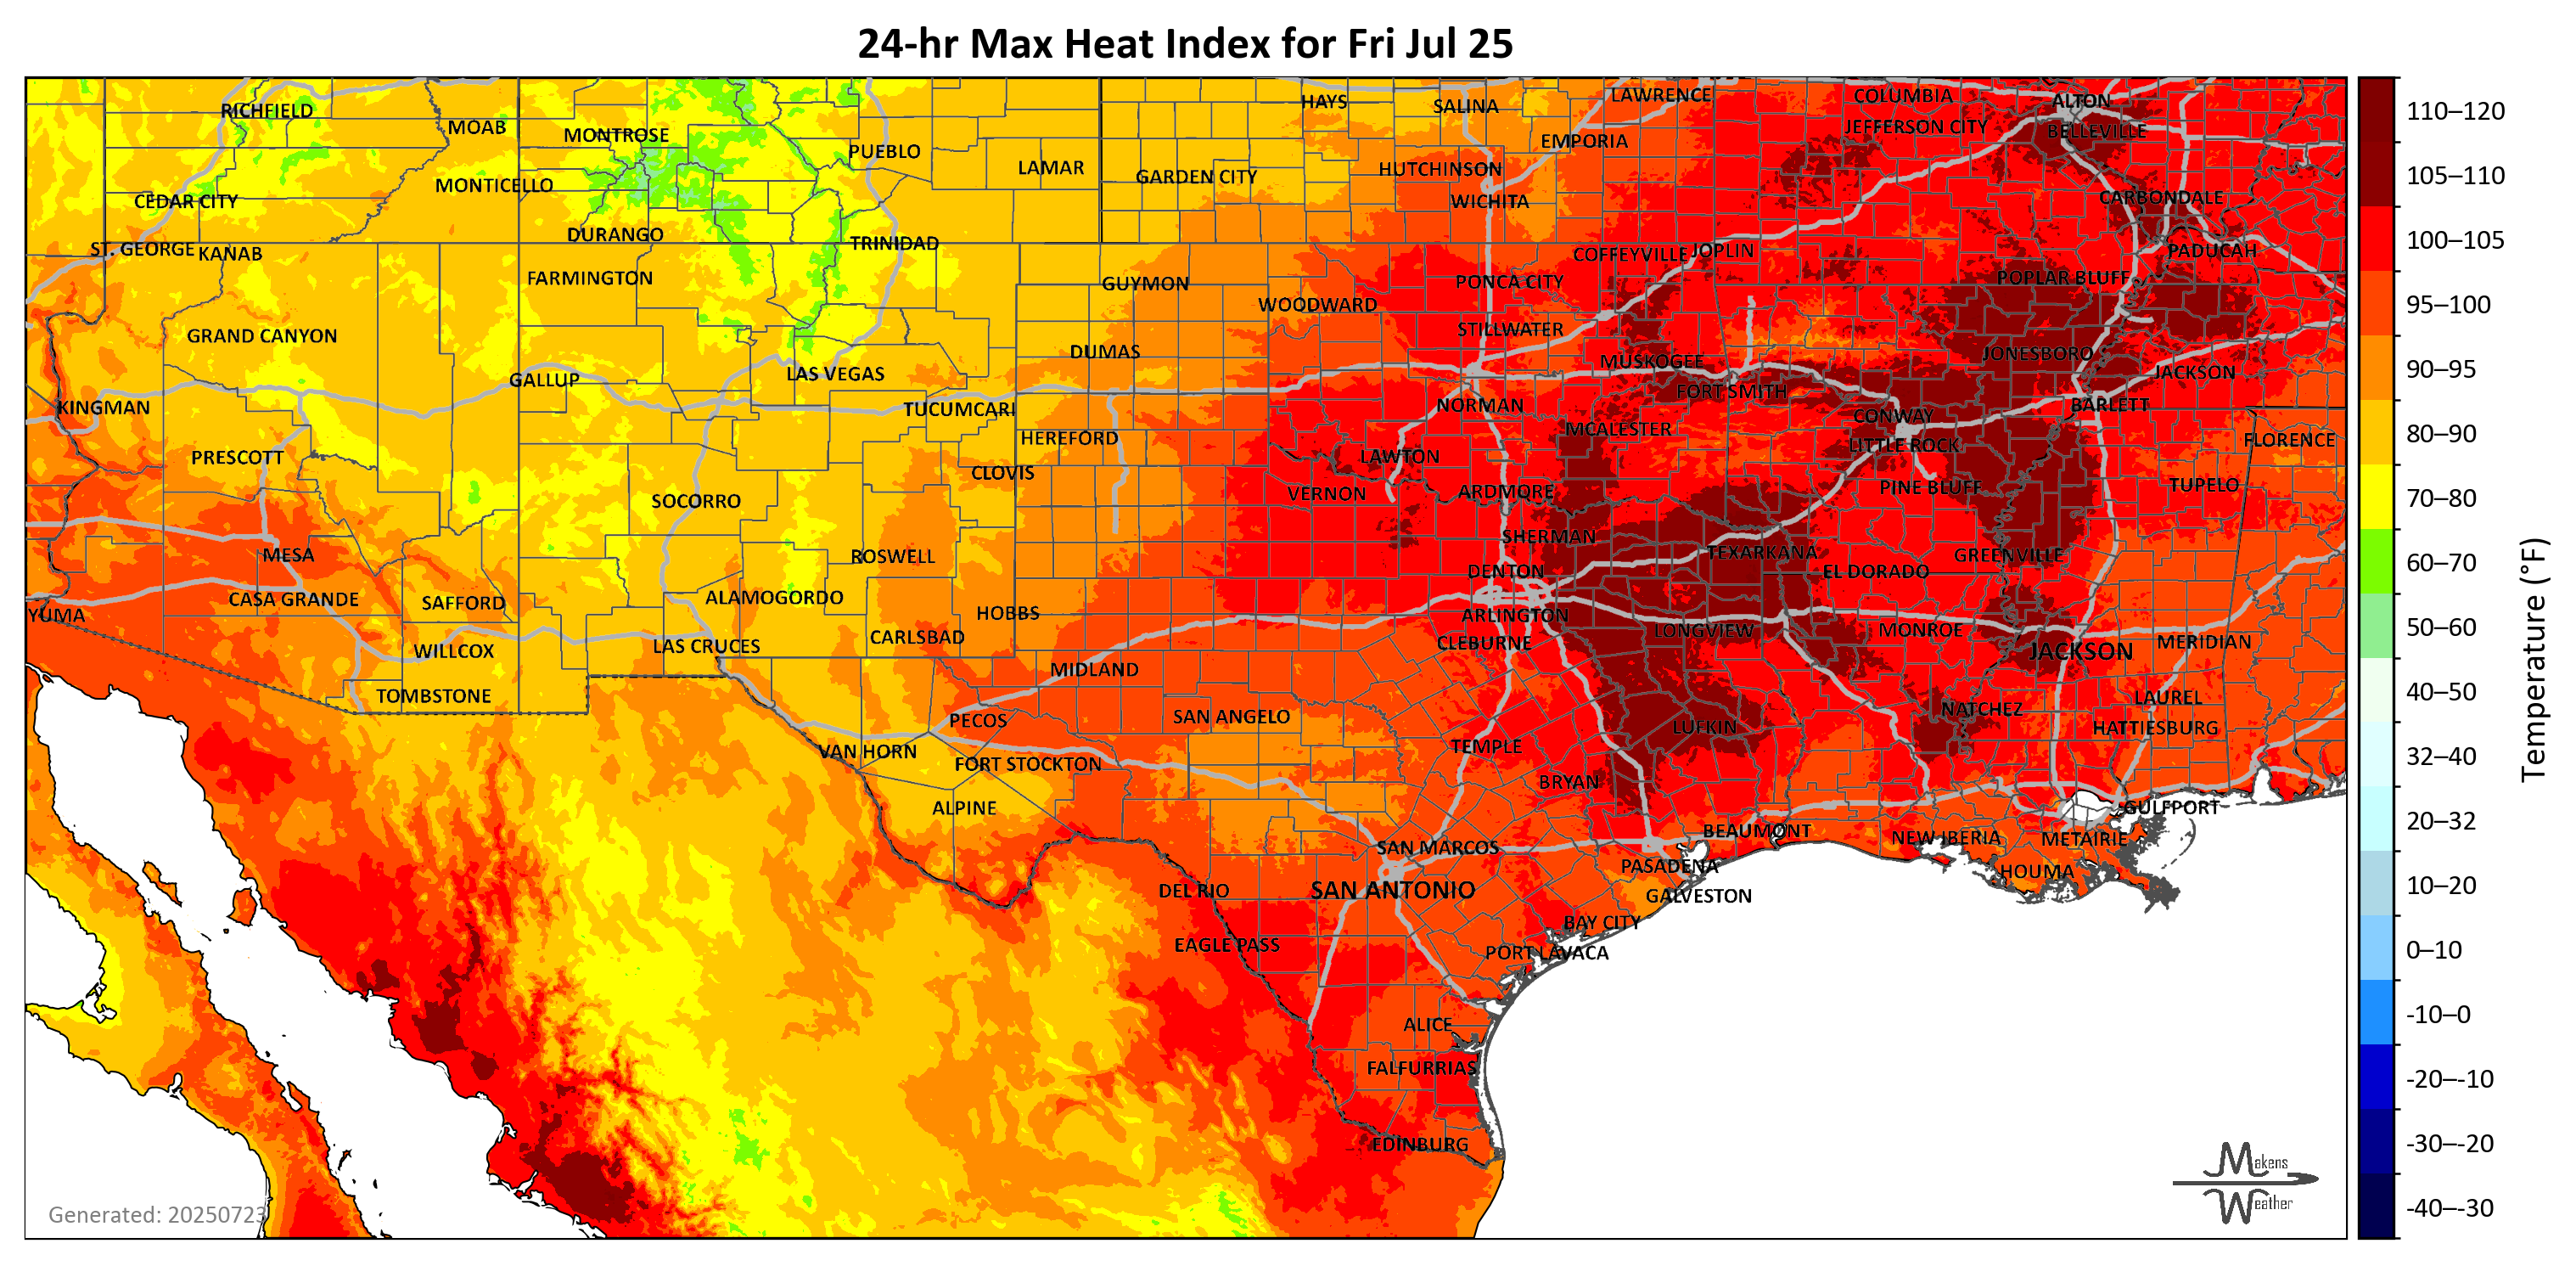 24-hr Max Heat Index for Fri Jul 25
RICHFIELD
MOAB
MONTROSE
PUEBLO
LAMAR
HAYS
SALINA
LAWRENCE
EMPORIA
COLUMBIA
JEFFERSON CITY
ALTON
BELLEVILLE
CEDAR CITY
MONTICELLO
GARDEN CITY
HUTCHINSON
WICHITA
CARBONDALE
ST. GEORGE
KANAB
DURANGO
TRINIDAD
COFFEYVILLE
JOPLIN
PADUCAH
FARMINGTON
GUYMON
WOODWARD
PONCA CITY
POPLAR BLUFF
GRAND CANYON
DUMAS
STILLWATER
MUSKOGEE
JONESBORO
GALLUP
LAS VEGAS
FORT SMITH
JACKSON
KINGMAN
TUCUMCARI
NORMAN
CONWAY
BARLETT
PRESCOTT
HEREFORD
CLOVIS
LAWTON
MCALESTER
LITTLE ROCK
FLORENCE
SOCORRO
VERNON
ARDMORE
PINE BLUFF
TUPELO
MESA
ROSWELL
SHERMAN
TEXARKANA
GREENVILLE
YUMA
CASA GRANDE
SAFFORD
ALAMOGORDO
HOBBS
DENTON
ARLINGTON
EL DORADO
WILLCOX
LAS CRUCES
CARLSBAD
CLEBURNE
LONGVIEW
MONROE
JACKSON
MERIDIAN
TOMBSTONE
MIDLAND
PECOS
SAN ANGELO
LUFKIN
NATCHEZ
LAUREL
HATTIESBURG
VAN HORN
FORT STOCKTON
TEMPLE
BRYAN
ALPINE
GULFPORT
SAN MARCOS
BEAUMONT
NEW IBERIA
METAIRIE
DEL RIO
SAN ANTONIO
PASADENA
GALVESTON
HOUMA
EAGLE PASS
BAY CITY
PORT LAVACA
ALICE
FALFURRIAS
EDINBURG
Generated: 20250723
Makens
Weather
110–120
105–110
100–105
95–100
90–95
80–90
70–80
60–70
50–60
40–50
32–40
20–32
10–20
0–10
-10–0
-20–-10
-30–-20
-40–-30
Temperature (°F)